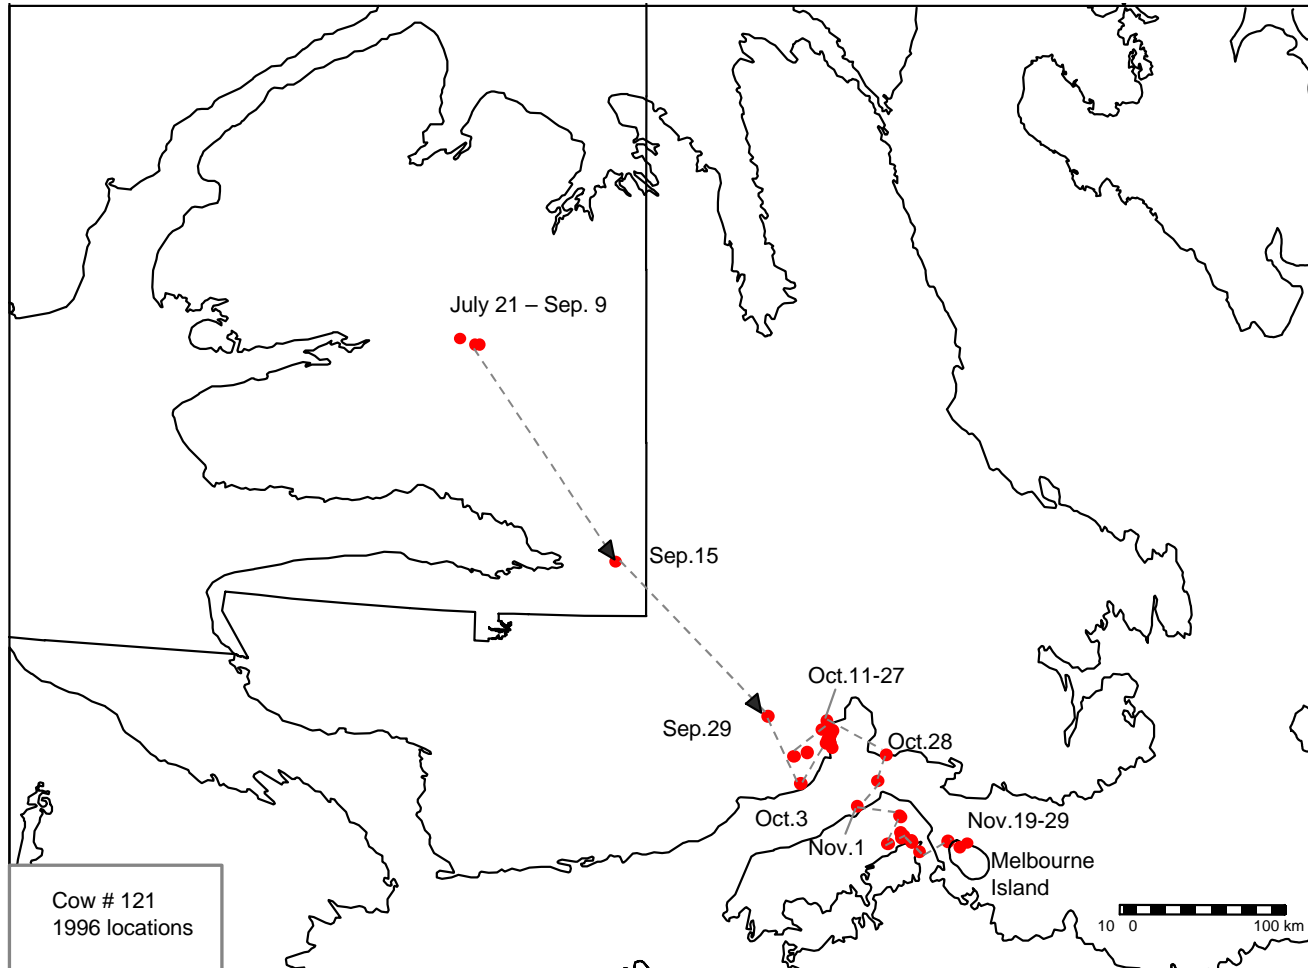 July 21 – Sep. 9
Sep.15
Oct.11-27
Sep.29
Oct.28
Oct.3
Nov.1
Nov.19-29
Melbourne
Island
Cow # 121
1996 locations
10 0 100 km